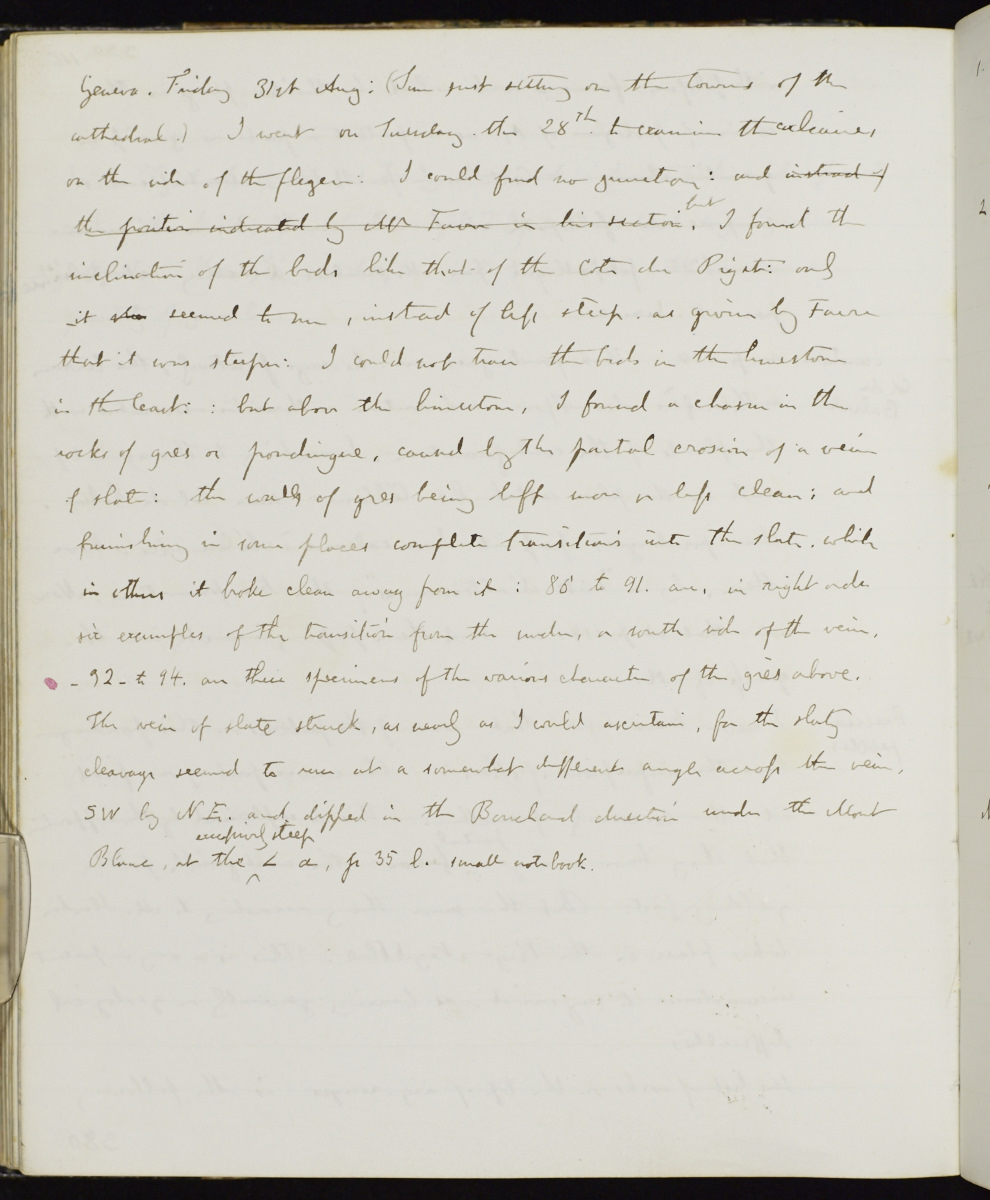 Geneva. Friday 31st Aug: (Sun just setting on the towers of the
cathedral.) I went on Tuesday the 28th. to examine the calcaires
on the side of the flegere: I could find no junction: and instead of
the position indicated by Mr Favre in his section, but I found the
inclination of the beds like that of the Cote du Piget: only
it seemed to me, instead of less steep. as given by Favre
that it was steeper: I could not trace the beds in the limestone
in the least: : but above the limestone, I found a chasm in the
rocks of gres or poudingue, caused by the partial erosion of a vein
of slate: the walls of gres being left more or less clean; and
furnishing in some places complete transitions into the slate. while
in others it broke clean away from it : 86 to 91. are, in right order
six examples of the transition from the under, or south side of the vein,
- 92 - to 94. are three specimens of the various character of the grès above.
The vein of slate struck, as nearly as I could ascertain, for the slaty
cleavage seemed to run at a somewhat different angle across the vein,
SW by N.E. and dipped in the Bouchard direction under the Mont
excessively steep
Blanc, at the ∠ a, p 35 l. small notebook.